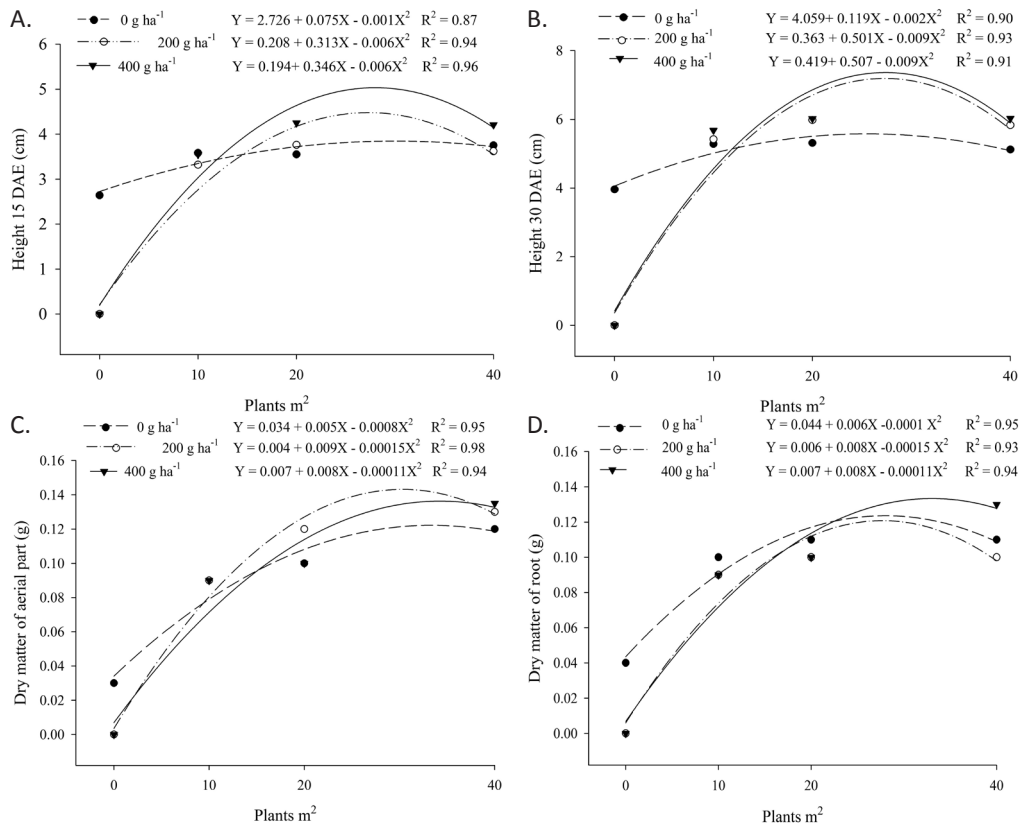 A.
0 g ha-1 Y = 2.726 + 0.075X - 0.001X2 R2 = 0.87
200 g ha-1 Y = 0.208 + 0.313X - 0.006X2 R2 = 0.94
400 g ha-1 Y = 0.194+ 0.346X - 0.006X2 R2 = 0.96
Height 15 DAE (cm)
6
5
4
3
2
1
0
0 10 20 40
Plants m2
B.
0 g ha-1 Y = 4.059+ 0.119X - 0.002X2 R2 = 0.90
200 g ha-1 Y = 0.363 + 0.501X - 0.009X2 R2 = 0.93
400 g ha-1 Y = 0.419+ 0.507 - 0.009X2 R2 = 0.91
Height 30 DAE (cm)
8
6
4
2
0
0 10 20 40
Plants m2
C.
0 g ha-1 Y = 0.034 + 0.005X - 0.0008X2 R2 = 0.95
200 g ha-1 Y = 0.004 + 0.009X - 0.00015X2 R2 = 0.98
400 g ha-1 Y = 0.007 + 0.008X - 0.00011X2 R2 = 0.94
Dry matter of aerial part (g)
0.16
0.14
0.12
0.10
0.08
0.06
0.04
0.02
0.00
0 10 20 40
Plants m2
D.
0 g ha-1 Y = 0.044 + 0.006X -0.0001 X2 R2 = 0.95
200 g ha-1 Y = 0.006 + 0.008X -0.00015 X2 R2 = 0.93
400 g ha-1 Y = 0.007 + 0.008X - 0.00011X2 R2 = 0.94
Dry matter of root (g)
0.16
0.14
0.12
0.10
0.08
0.06
0.04
0.02
0.00
0 10 20 40
Plants m2